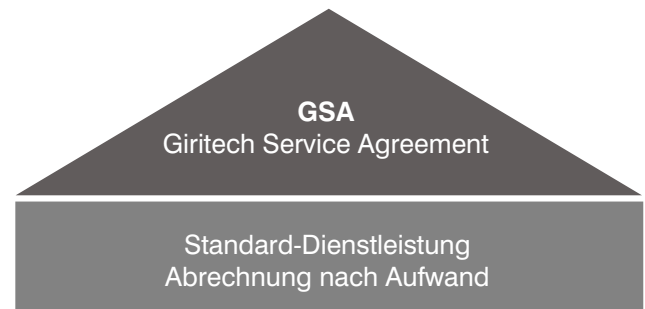 GSA
Giritech Service Agreement
Standard-Dienstleistung
Abrechnung nach Aufwand